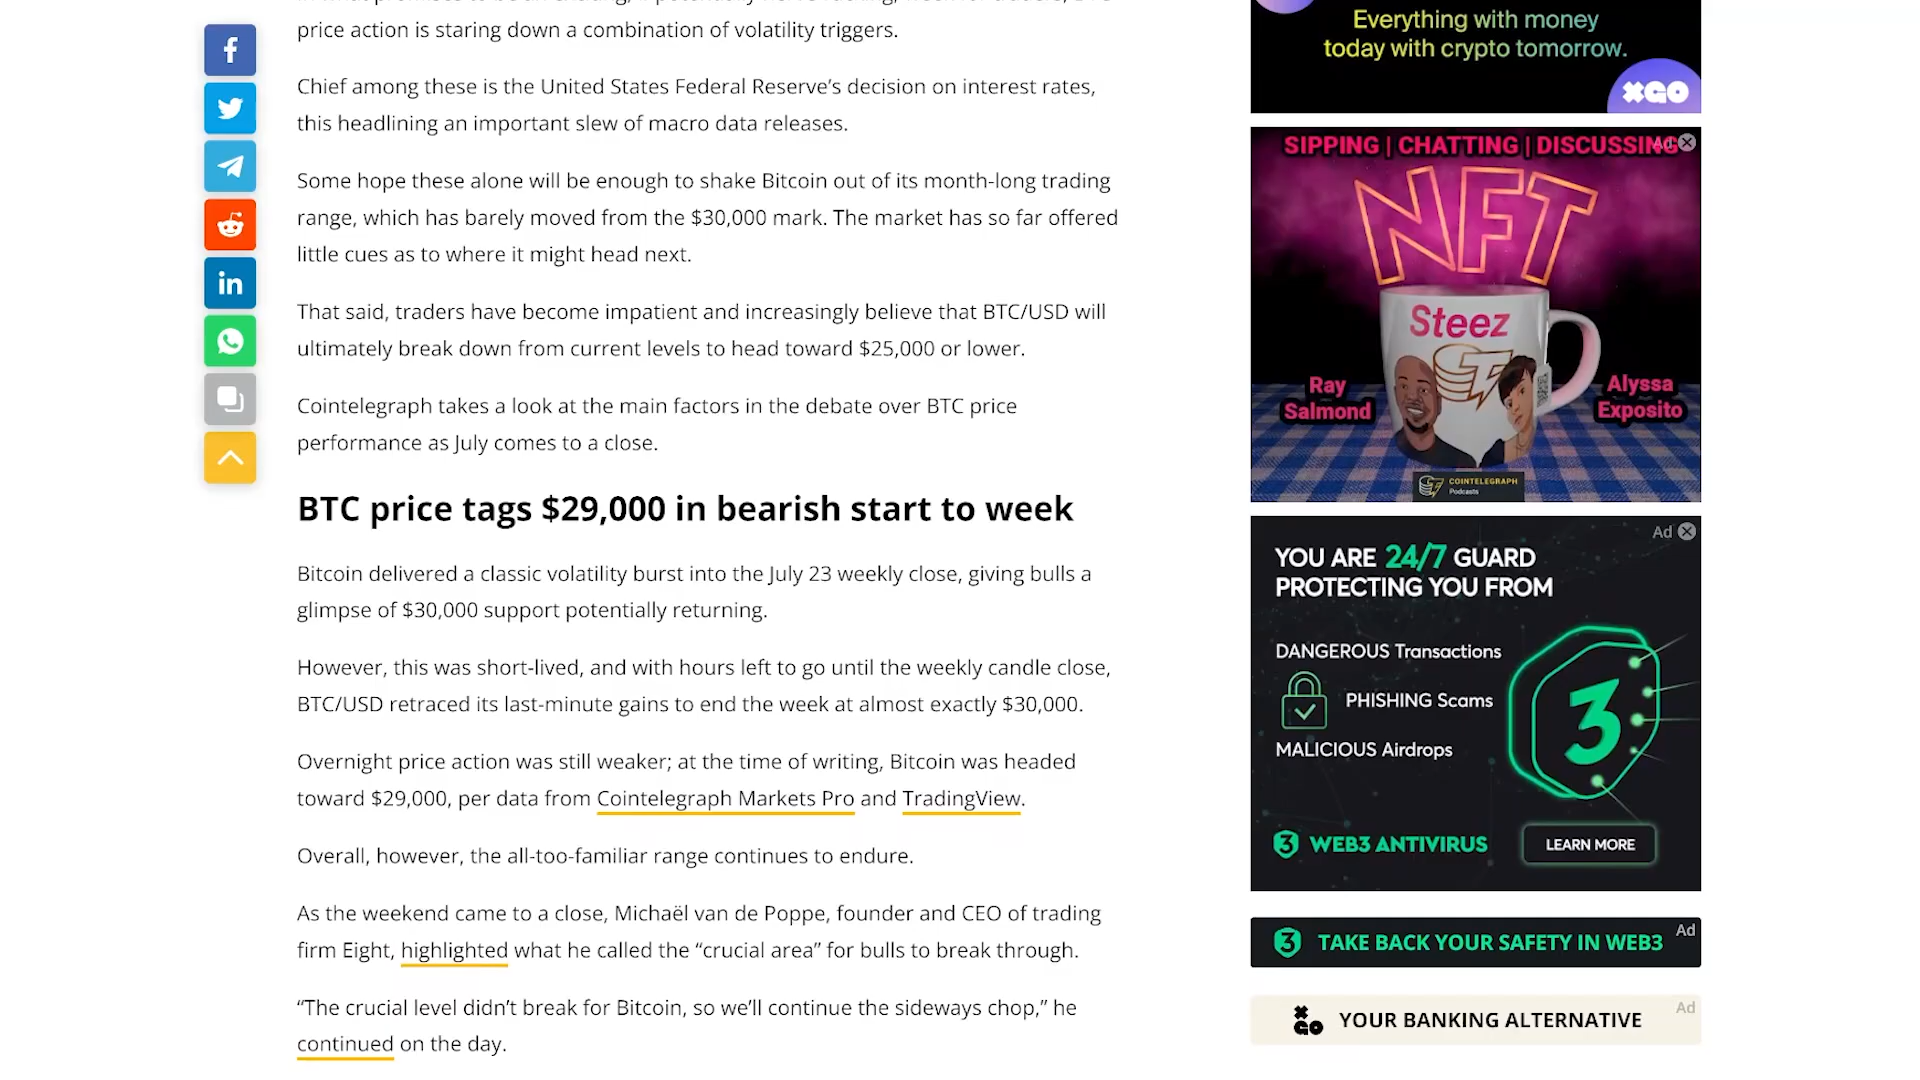 price action is staring down a combination of volatility triggers.
Chief among these is the United States Federal Reserve’s decision on interest rates,
this headlining an important slew of macro data releases.
Some hope these alone will be enough to shake Bitcoin out of its month-long trading
range, which has barely moved from the $30,000 mark. The market has so far offered
little cues as to where it might head next.
That said, traders have become impatient and increasingly believe that BTC/USD will
ultimately break down from current levels to head toward $25,000 or lower.
Cointelegraph takes a look at the main factors in the debate over BTC price
performance as July comes to a close.
BTC price tags $29,000 in bearish start to week
Bitcoin delivered a classic volatility burst into the July 23 weekly close, giving bulls a
glimpse of $30,000 support potentially returning.
However, this was short-lived, and with hours left to go until the weekly candle close,
BTC/USD retraced its last-minute gains to end the week at almost exactly $30,000.
Overnight price action was still weaker; at the time of writing, Bitcoin was headed
toward $29,000, per data from Cointelegraph Markets Pro and TradingView.
Overall, however, the all-too-familiar range continues to endure.
As the weekend came to a close, Michaël van de Poppe, founder and CEO of trading
firm Eight, highlighted what he called the “crucial area” for bulls to break through.
“The crucial level didn’t break for Bitcoin, so we’ll continue the sideways chop,” he
continued on the day.
Everything with money
today with crypto tomorrow.
XGO
SIPPING | CHATTING | DISCUSSING
Ad
NFT
Steez
Ray
Salmond
Alyssa
Exposito
COINTELEGRAPH
Podcasts
Ad
YOU ARE 24/7 GUARD
PROTECTING YOU FROM
DANGEROUS Transactions
PHISHING Scams
MALICIOUS Airdrops
3
WEB3 ANTIVIRUS
LEARN MORE
TAKE BACK YOUR SAFETY IN WEB3
Ad
XGO
YOUR BANKING ALTERNATIVE
Ad